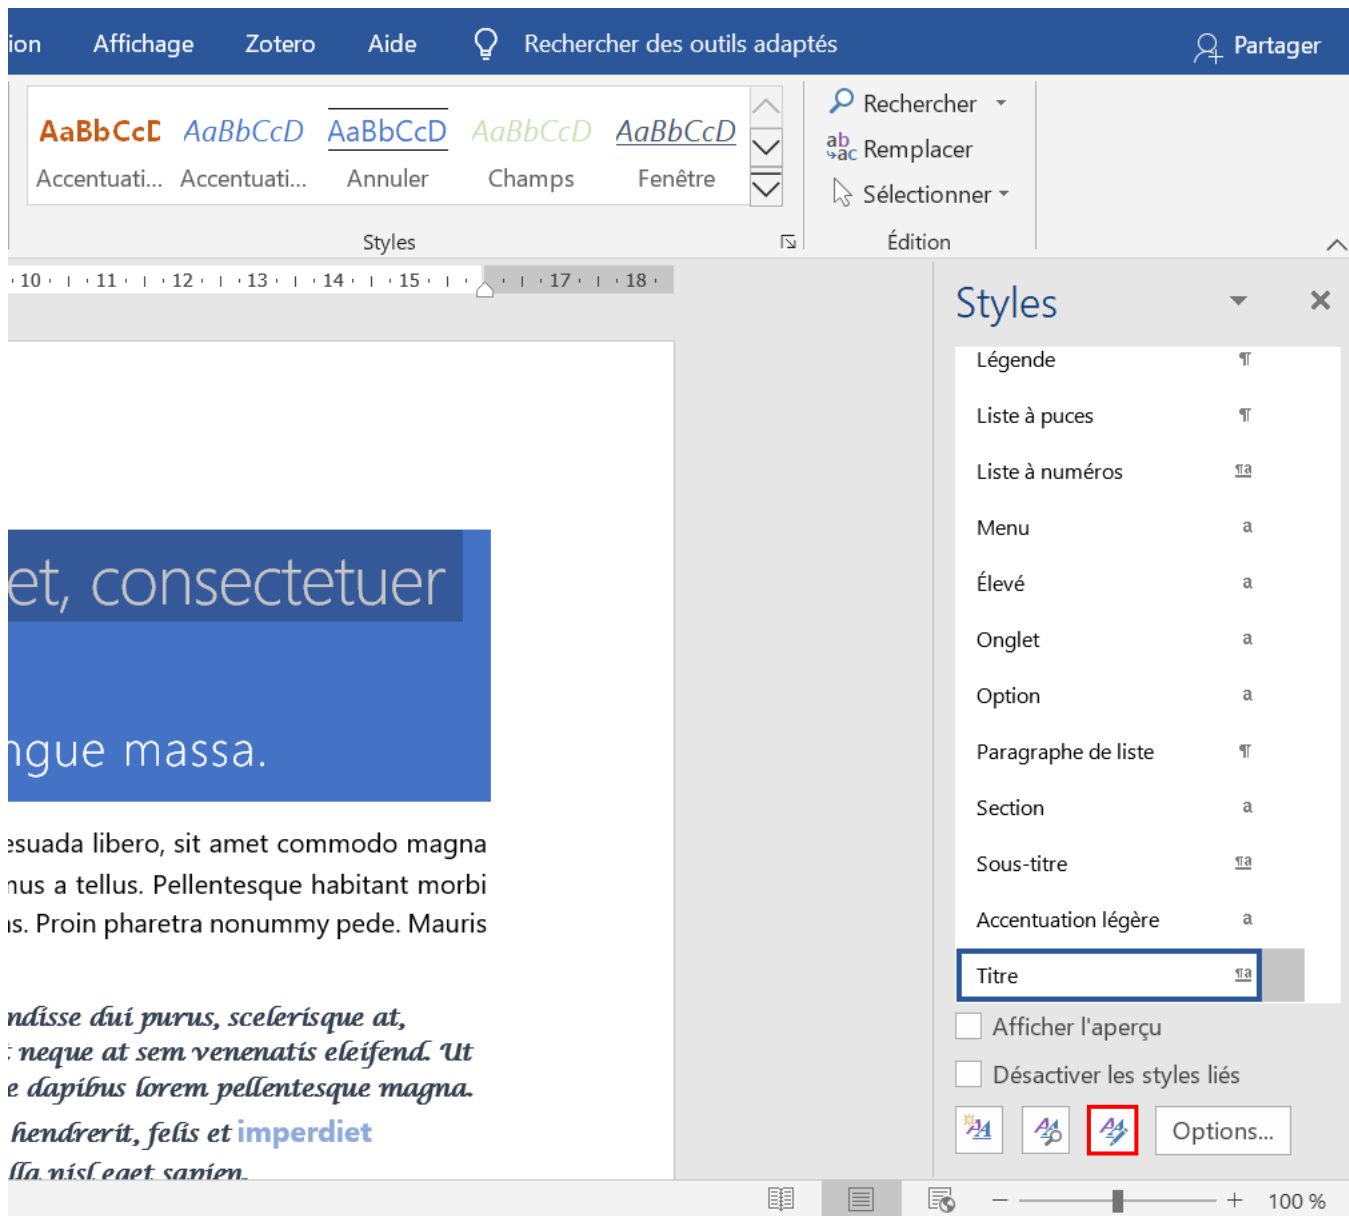 ion Affichage Zotero Aide Rechercher des outils adaptés Partager
AaBbCcD AaBbCcD AaBbCcD AaBbCcD AaBbCcD
Accentuati... Accentuati... Annuler Champs Fenêtre
Styles
Rechercher
Remplacer
Sélectionner
Édition
10 11 12 13 14 15 17 18
et, consectetuer
ngue massa.
esuada libero, sit amet commodo magna
nus a tellus. Pellentesque habitant morbi
as. Proin pharetra nonummy pede. Mauris
ndisse dui purus, scelerisque at,
t neque at sem venenatis eleifend. Ut
e dapibus lorem pellentesque magna.
hendrerit, felis et imperdiet
lla nisl eget sapien.
Styles
Légende ¶
Liste à puces ¶
Liste à numéros ¶a
Menu a
Élevé a
Onglet a
Option a
Paragraphe de liste ¶
Section a
Sous-titre ¶a
Accentuation légère a
Titre ¶a
Afficher l'aperçu
Désactiver les styles liés
Options...
100 %